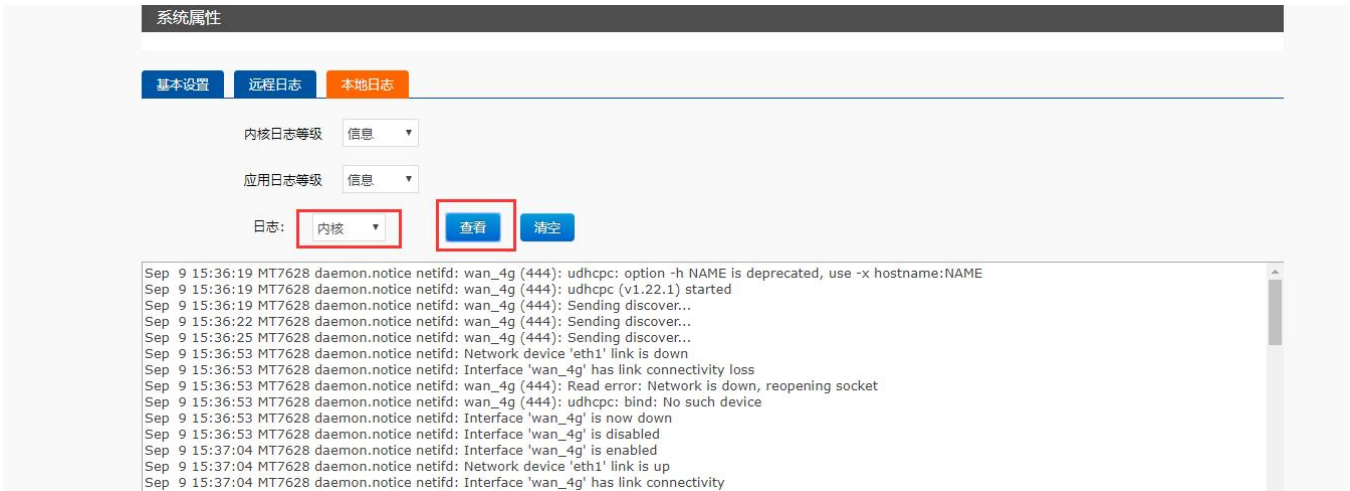 系统属性
基本设置 远程日志 本地日志
内核日志等级 信息
应用日志等级 信息
日志: 内核 查看 清空
Sep 9 15:36:19 MT7628 daemon.notice netifd: wan_4g (444): udhcpc: option -h NAME is deprecated, use -x hostname:NAME
Sep 9 15:36:19 MT7628 daemon.notice netifd: wan_4g (444): udhcpc (v1.22.1) started
Sep 9 15:36:19 MT7628 daemon.notice netifd: wan_4g (444): Sending discover...
Sep 9 15:36:22 MT7628 daemon.notice netifd: wan_4g (444): Sending discover...
Sep 9 15:36:25 MT7628 daemon.notice netifd: wan_4g (444): Sending discover...
Sep 9 15:36:53 MT7628 daemon.notice netifd: Network device 'eth1' link is down
Sep 9 15:36:53 MT7628 daemon.notice netifd: Interface 'wan_4g' has link connectivity loss
Sep 9 15:36:53 MT7628 daemon.notice netifd: wan_4g (444): Read error: Network is down, reopening socket
Sep 9 15:36:53 MT7628 daemon.notice netifd: wan_4g (444): udhcpc: bind: No such device
Sep 9 15:36:53 MT7628 daemon.notice netifd: Interface 'wan_4g' is now down
Sep 9 15:36:53 MT7628 daemon.notice netifd: Interface 'wan_4g' is disabled
Sep 9 15:37:04 MT7628 daemon.notice netifd: Interface 'wan_4g' is enabled
Sep 9 15:37:04 MT7628 daemon.notice netifd: Network device 'eth1' link is up
Sep 9 15:37:04 MT7628 daemon.notice netifd: Interface 'wan_4g' has link connectivity